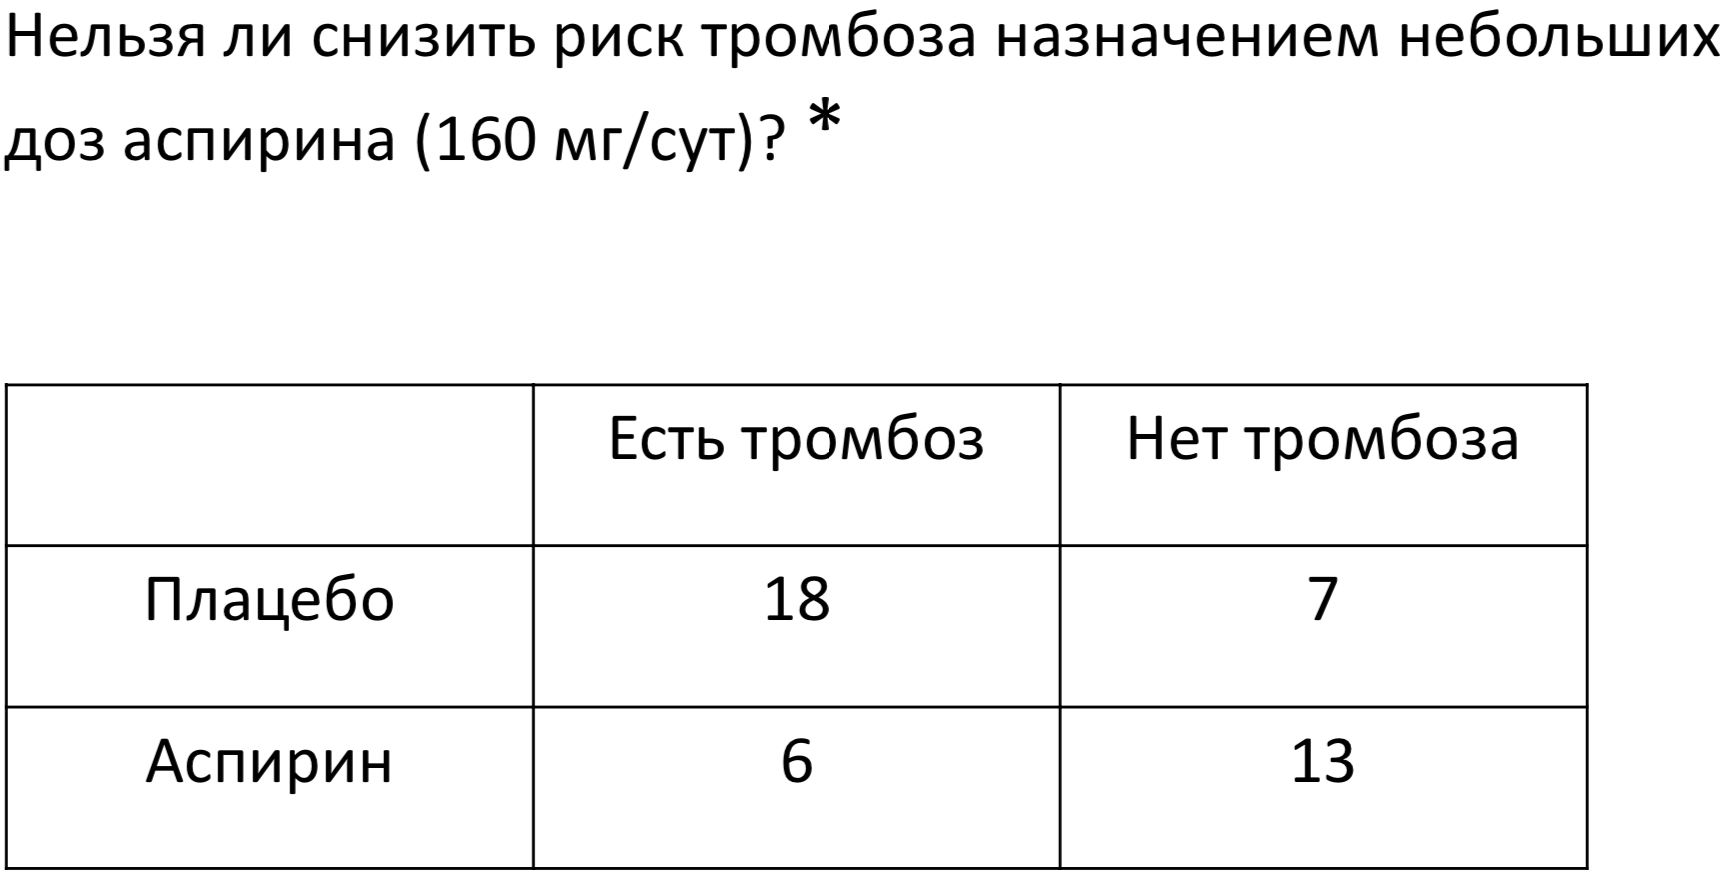 Нельзя ли снизить риск тромбоза назначением небольших
доз аспирина (160 мг/сут)? *
Есть тромбоз Нет тромбоза
Плацебо 18 7
Аспирин 6 13